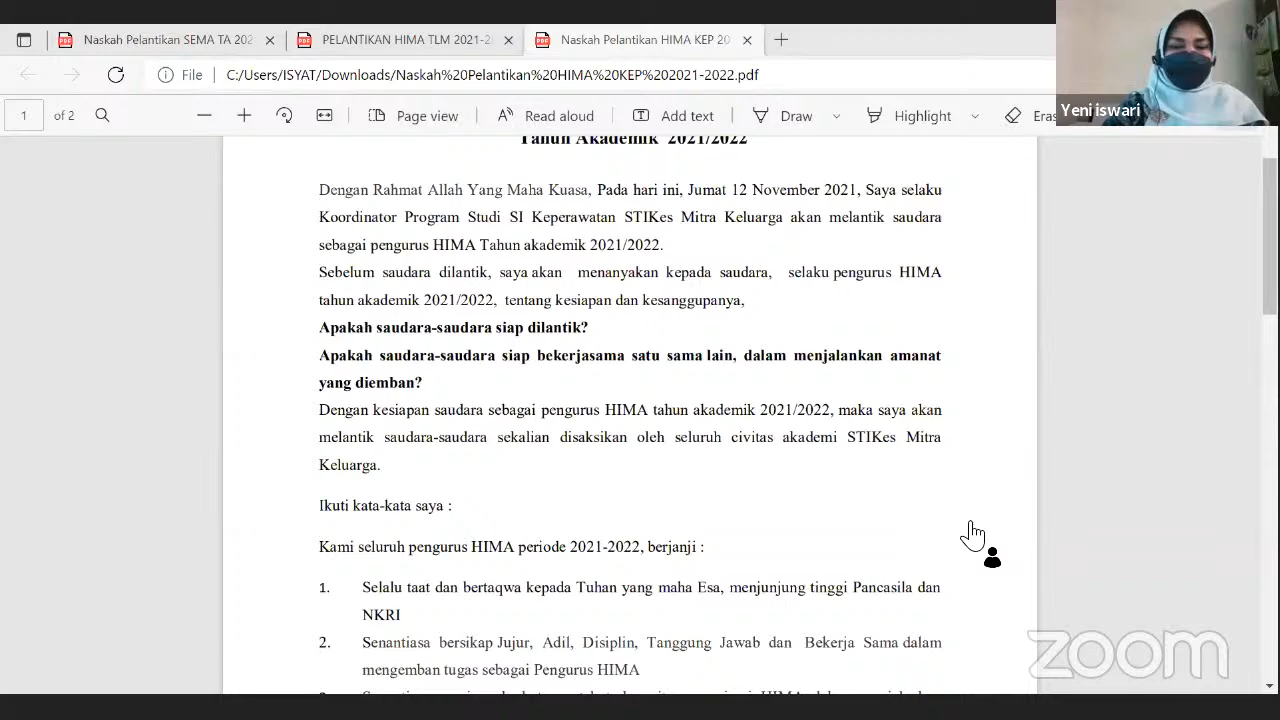 Naskah Pelantikan SEMA TA 202
PELANTIKAN HIMA TLM 2021-2
Naskah Pelantikan HIMA KEP 20
File
C:/Users/ISYAT/Downloads/Naskah%20Pelantikan%20HIMA%20KEP%202021-2022.pdf
1 of 2
Page view
Read aloud
Add text
Draw
Highlight
Eras
Yeni iswari
Tahun Akademik 2021/2022
Dengan Rahmat Allah Yang Maha Kuasa, Pada hari ini, Jumat 12 November 2021, Saya selaku
Koordinator Program Studi SI Keperawatan STIKes Mitra Keluarga akan melantik saudara
sebagai pengurus HIMA Tahun akademik 2021/2022.
Sebelum saudara dilantik, saya akan menanyakan kepada saudara, selaku pengurus HIMA
tahun akademik 2021/2022, tentang kesiapan dan kesanggupanya,
Apakah saudara-saudara siap dilantik?
Apakah saudara-saudara siap bekerjasama satu sama lain, dalam menjalankan amanat
yang diemban?
Dengan kesiapan saudara sebagai pengurus HIMA tahun akademik 2021/2022, maka saya akan
melantik saudara-saudara sekalian disaksikan oleh seluruh civitas akademi STIKes Mitra
Keluarga.
Ikuti kata-kata saya :
Kami seluruh pengurus HIMA periode 2021-2022, berjanji :
1. Selalu taat dan bertaqwa kepada Tuhan yang maha Esa, menjunjung tinggi Pancasila dan
NKRI
2. Senantiasa bersikap Jujur, Adil, Disiplin, Tanggung Jawab dan Bekerja Sama dalam
mengemban tugas sebagai Pengurus HIMA
zoom